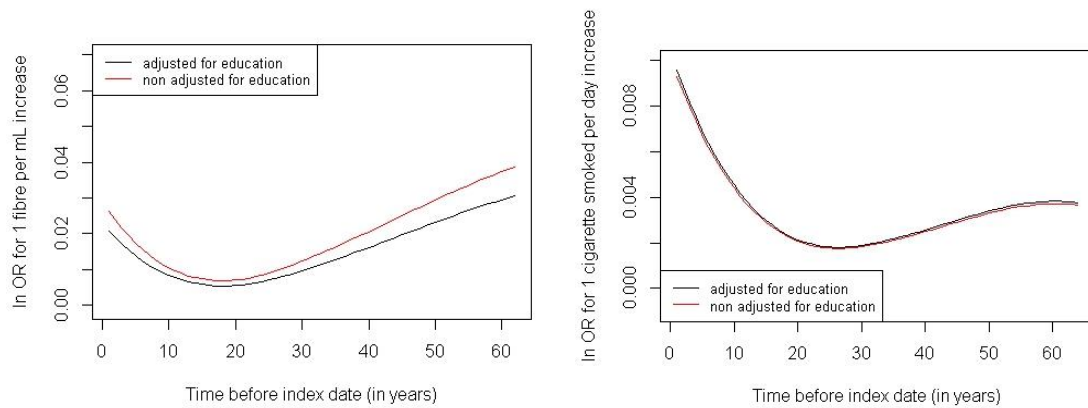 adjusted for education
non adjusted for education
ln OR for 1 fibre per mL increase
0.00
0.02
0.04
0.06
0 10 20 30 40 50 60
Time before index date (in years)
ln OR for 1 cigarette smoked per day increase
0.000
0.004
0.008
adjusted for education
non adjusted for education
0 10 20 30 40 50 60
Time before index date (in years)